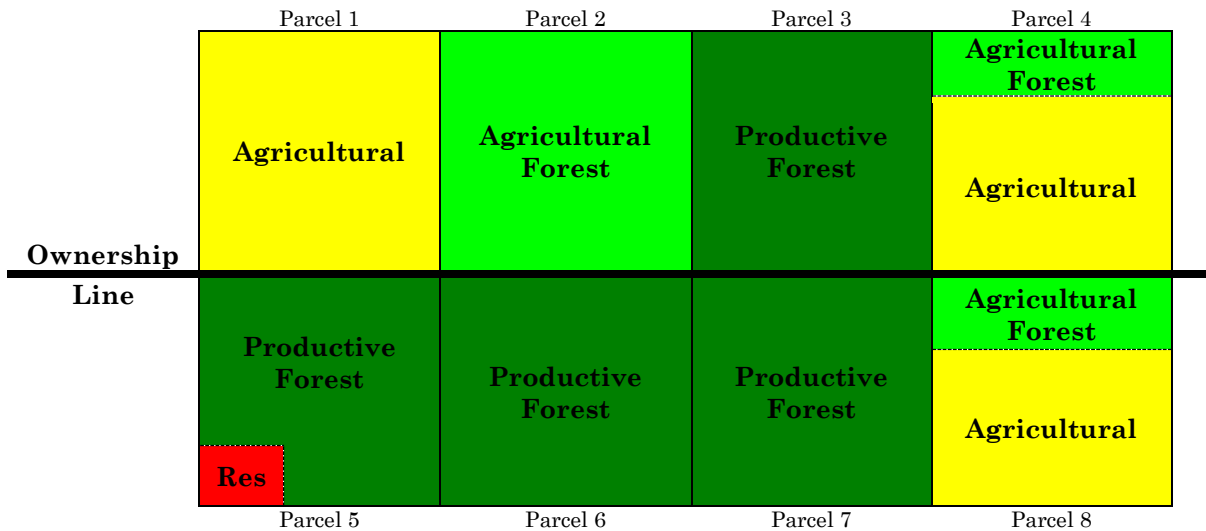 Parcel 1
Parcel 2
Parcel 3
Parcel 4
Agricultural
Agricultural
Forest
Productive
Forest
Agricultural
Forest
Agricultural
Ownership
Line
Productive
Forest
Res
Productive
Forest
Productive
Forest
Agricultural
Forest
Agricultural
Parcel 5
Parcel 6
Parcel 7
Parcel 8